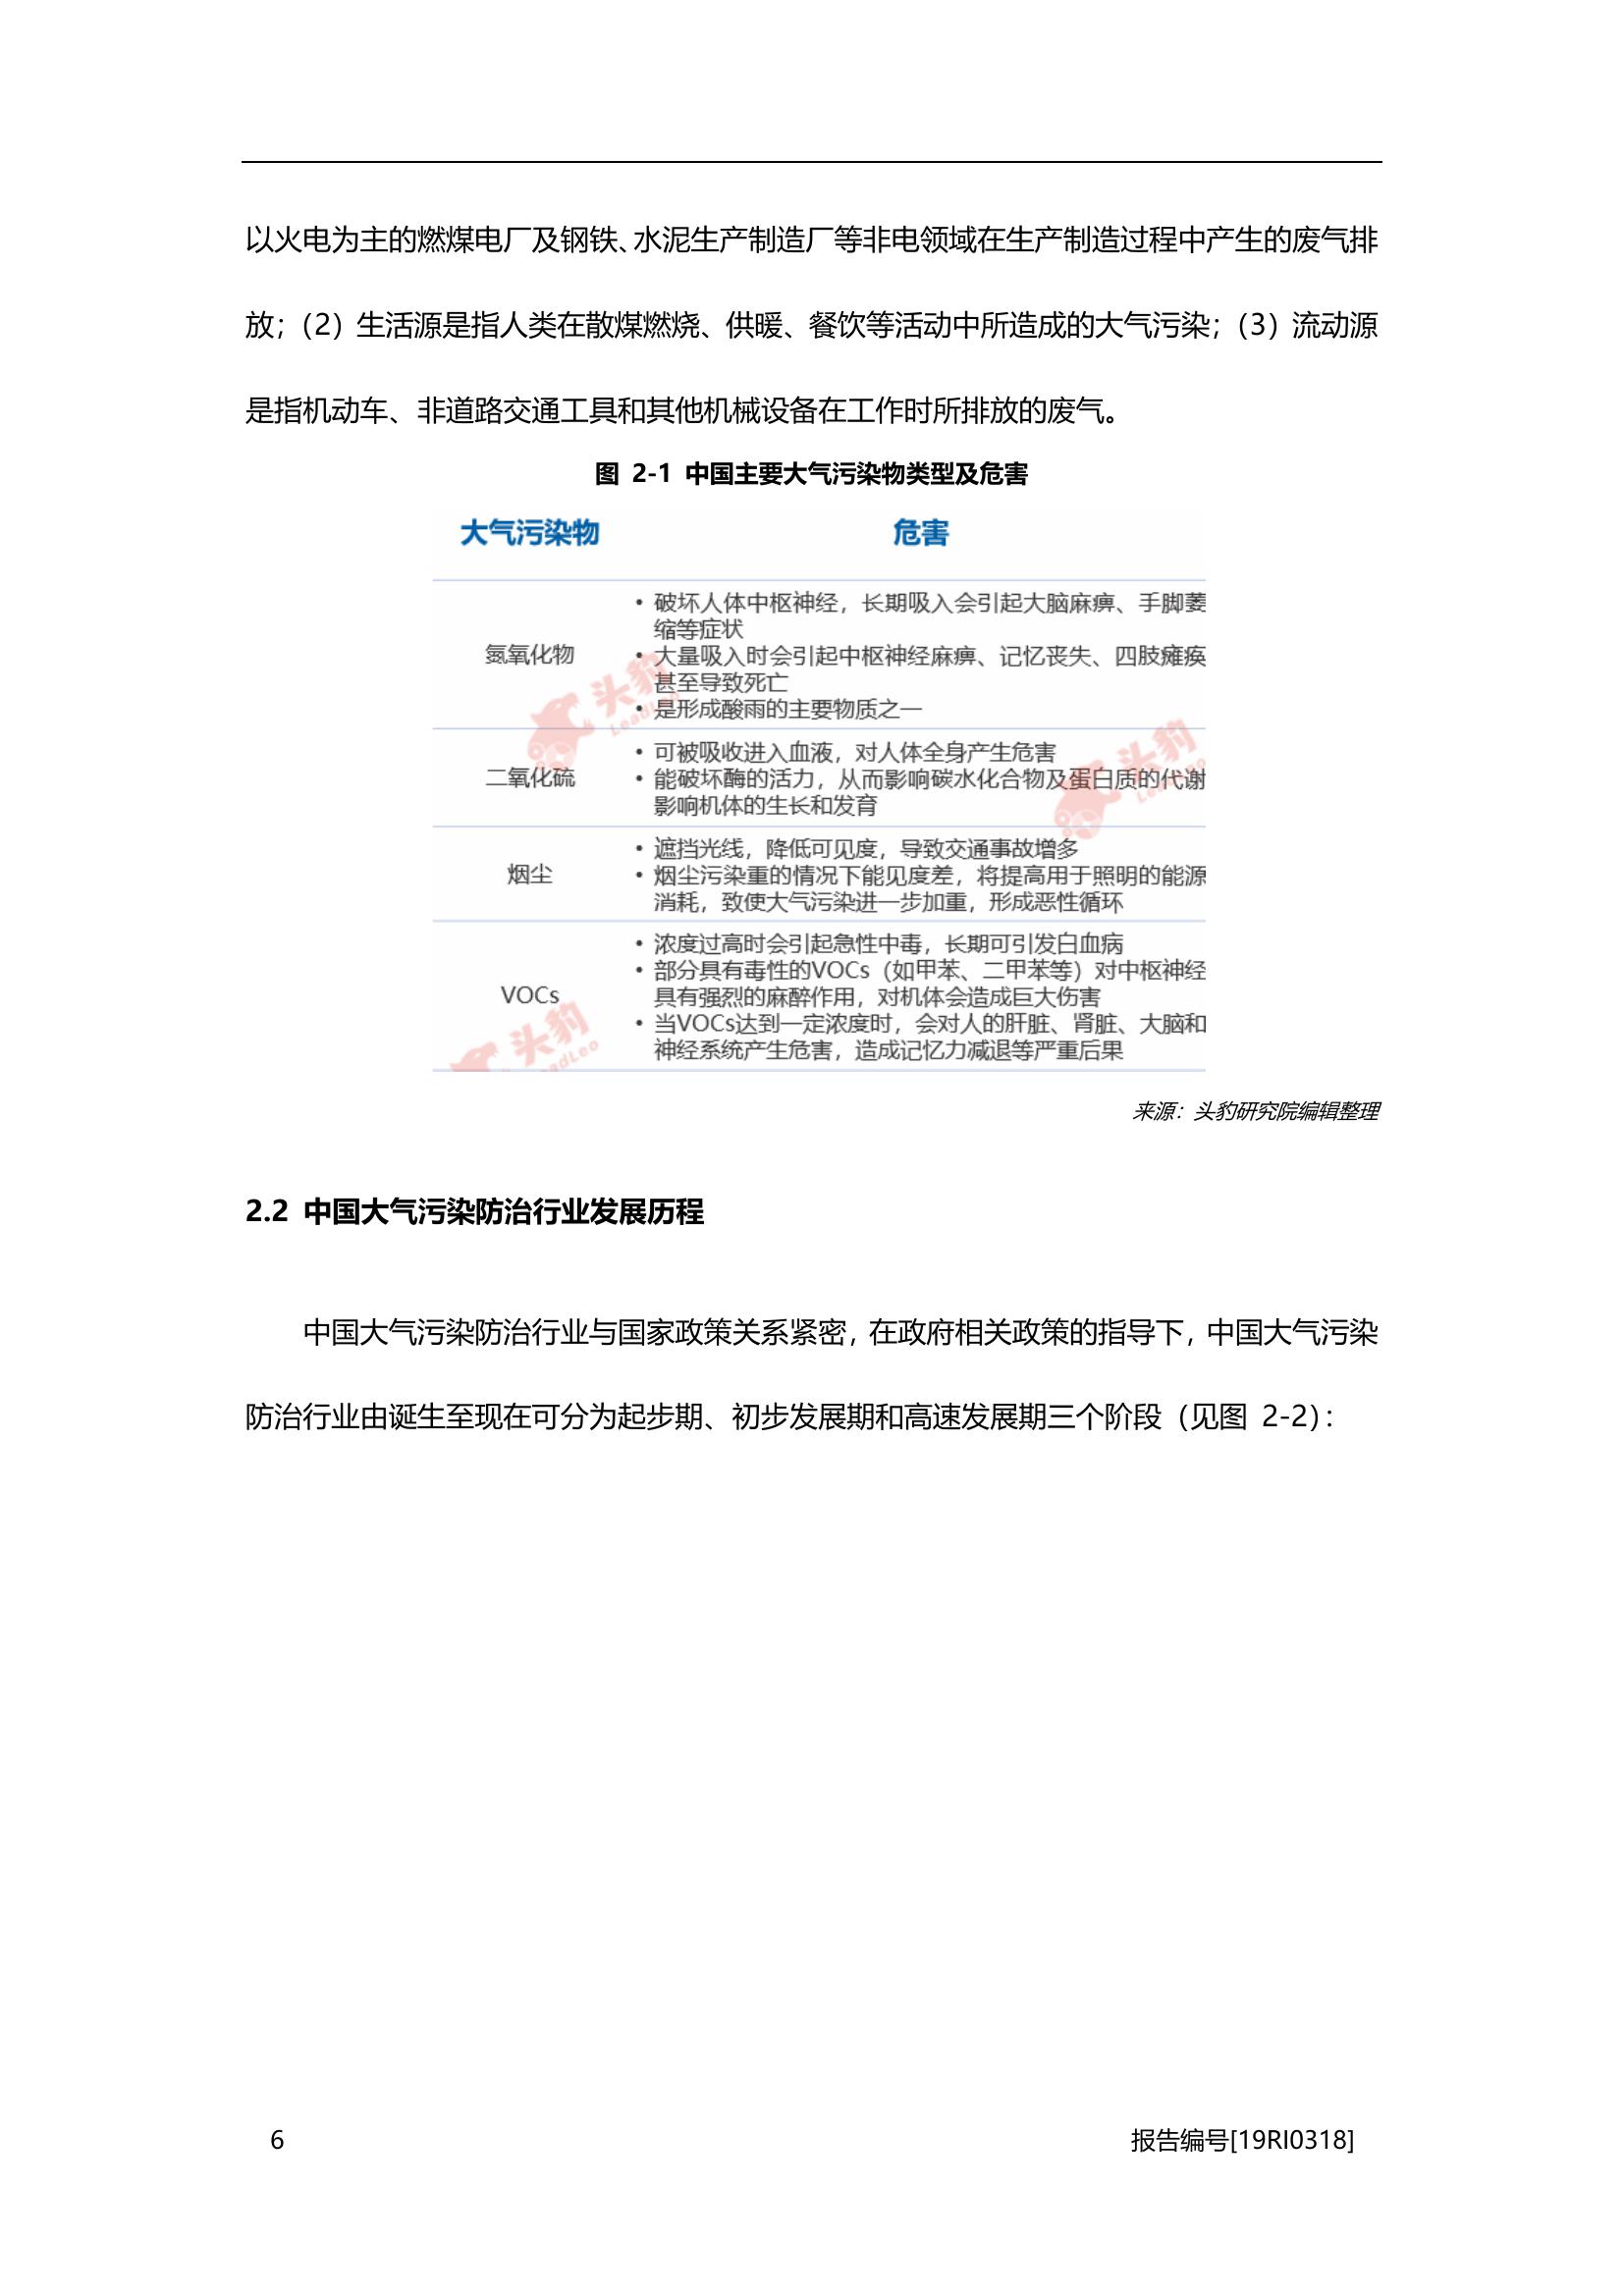 以火电为主的燃煤电厂及钢铁、水泥生产制造厂等非电领域在生产制造过程中产生的废气排
放；（2）生活源是指人类在散煤燃烧、供暖、餐饮等活动中所造成的大气污染；（3）流动源
是指机动车、非道路交通工具和其他机械设备在工作时所排放的废气。
图 2-1 中国主要大气污染物类型及危害
大气污染物 危害
氮氧化物
• 破坏人体中枢神经，长期吸入会引起大脑麻痹、手脚萎
缩等症状
• 大量吸入时会引起中枢神经麻痹、记忆丧失、四肢瘫痪
甚至导致死亡
• 是形成酸雨的主要物质之一
二氧化硫
• 可被吸收进入血液，对人体全身产生危害
• 能破坏酶的活力，从而影响碳水化合物及蛋白质的代谢
影响机体的生长和发育
烟尘
• 遮挡光线，降低可见度，导致交通事故增多
• 烟尘污染重的情况下能见度差，将提高用于照明的能源
消耗，致使大气污染进一步加重，形成恶性循环
VOCs
• 浓度过高时会引起急性中毒，长期可引发白血病
• 部分具有毒性的VOCs（如甲苯、二甲苯等）对中枢神经
具有强烈的麻醉作用，对机体会造成巨大伤害
• 当VOCs达到一定浓度时，会对人的肝脏、肾脏、大脑和
神经系统产生危害，造成记忆力减退等严重后果
头豹
LeadLeo
头豹
LeadLeo
头豹
LeadLeo
来源：头豹研究院编辑整理
2.2 中国大气污染防治行业发展历程
中国大气污染防治行业与国家政策关系紧密，在政府相关政策的指导下，中国大气污染
防治行业由诞生至现在可分为起步期、初步发展期和高速发展期三个阶段（见图 2-2）：
6 报告编号[19RI0318]